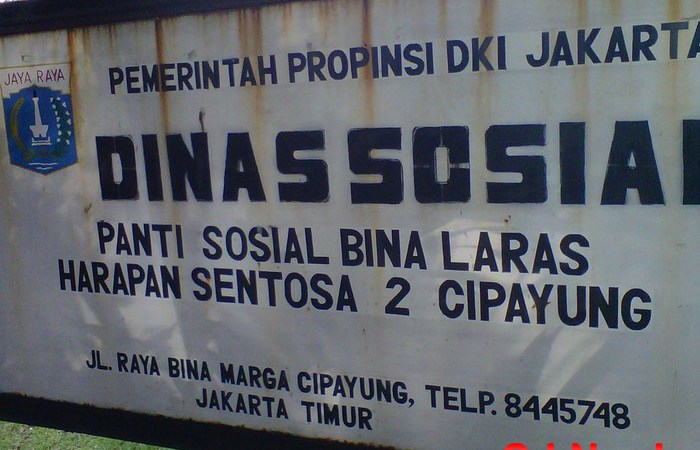 JAYA RAYA
PEMERINTAH PROPINSI DKI JAKARTA
DINAS SOSIAL
PANTI SOSIAL BINA LARAS
HARAPAN SENTOSA 2 CIPAYUNG
JL. RAYA BINA MARGA CIPAYUNG, TELP. 8445748
JAKARTA TIMUR